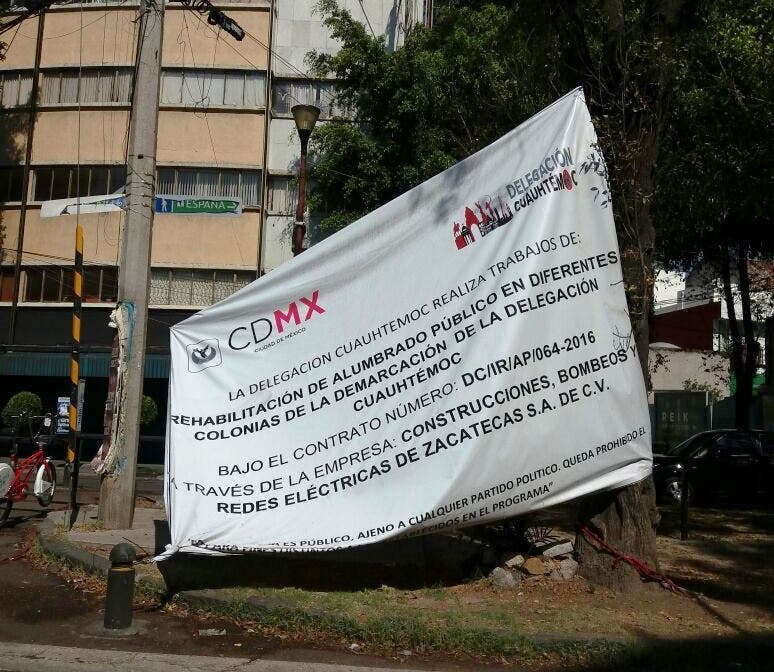 ESPAÑA
DELEGACIÓN
CUAUHTÉMOC
CDMX
CIUDAD DE MÉXICO
LA DELEGACION CUAUHTEMOC REALIZA TRABAJOS DE:
REHABILITACIÓN DE ALUMBRADO PÚBLICO EN DIFERENTES
COLONIAS DE LA DEMARCACIÓN DE LA DELEGACIÓN
CUAUHTÉMOC
BAJO EL CONTRATO NÚMERO: DC/IR/AP/064-2016
A TRAVÉS DE LA EMPRESA: CONSTRUCCIONES, BOMBEOS Y
REDES ELÉCTRICAS DE ZACATECAS S.A. DE C.V.
ES PÚBLICO, AJENO A CUALQUIER PARTIDO POLITICO. QUEDA PROHIBIDO EL
EN EL PROGRAMA"